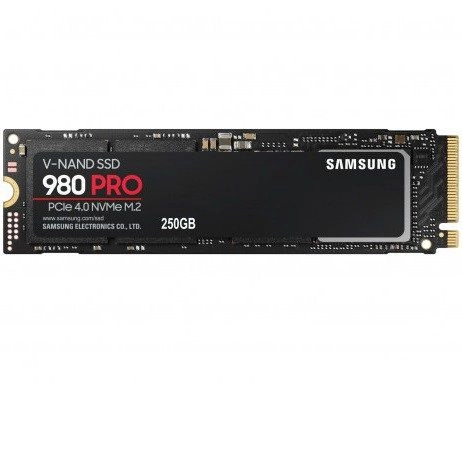 V-NAND SSD
980 PRO
PCIe 4.0 NVMe M.2
www.samsung.com/ssd
SAMSUNG ELECTRONICS CO., LTD.
250GB
SAMSUNG